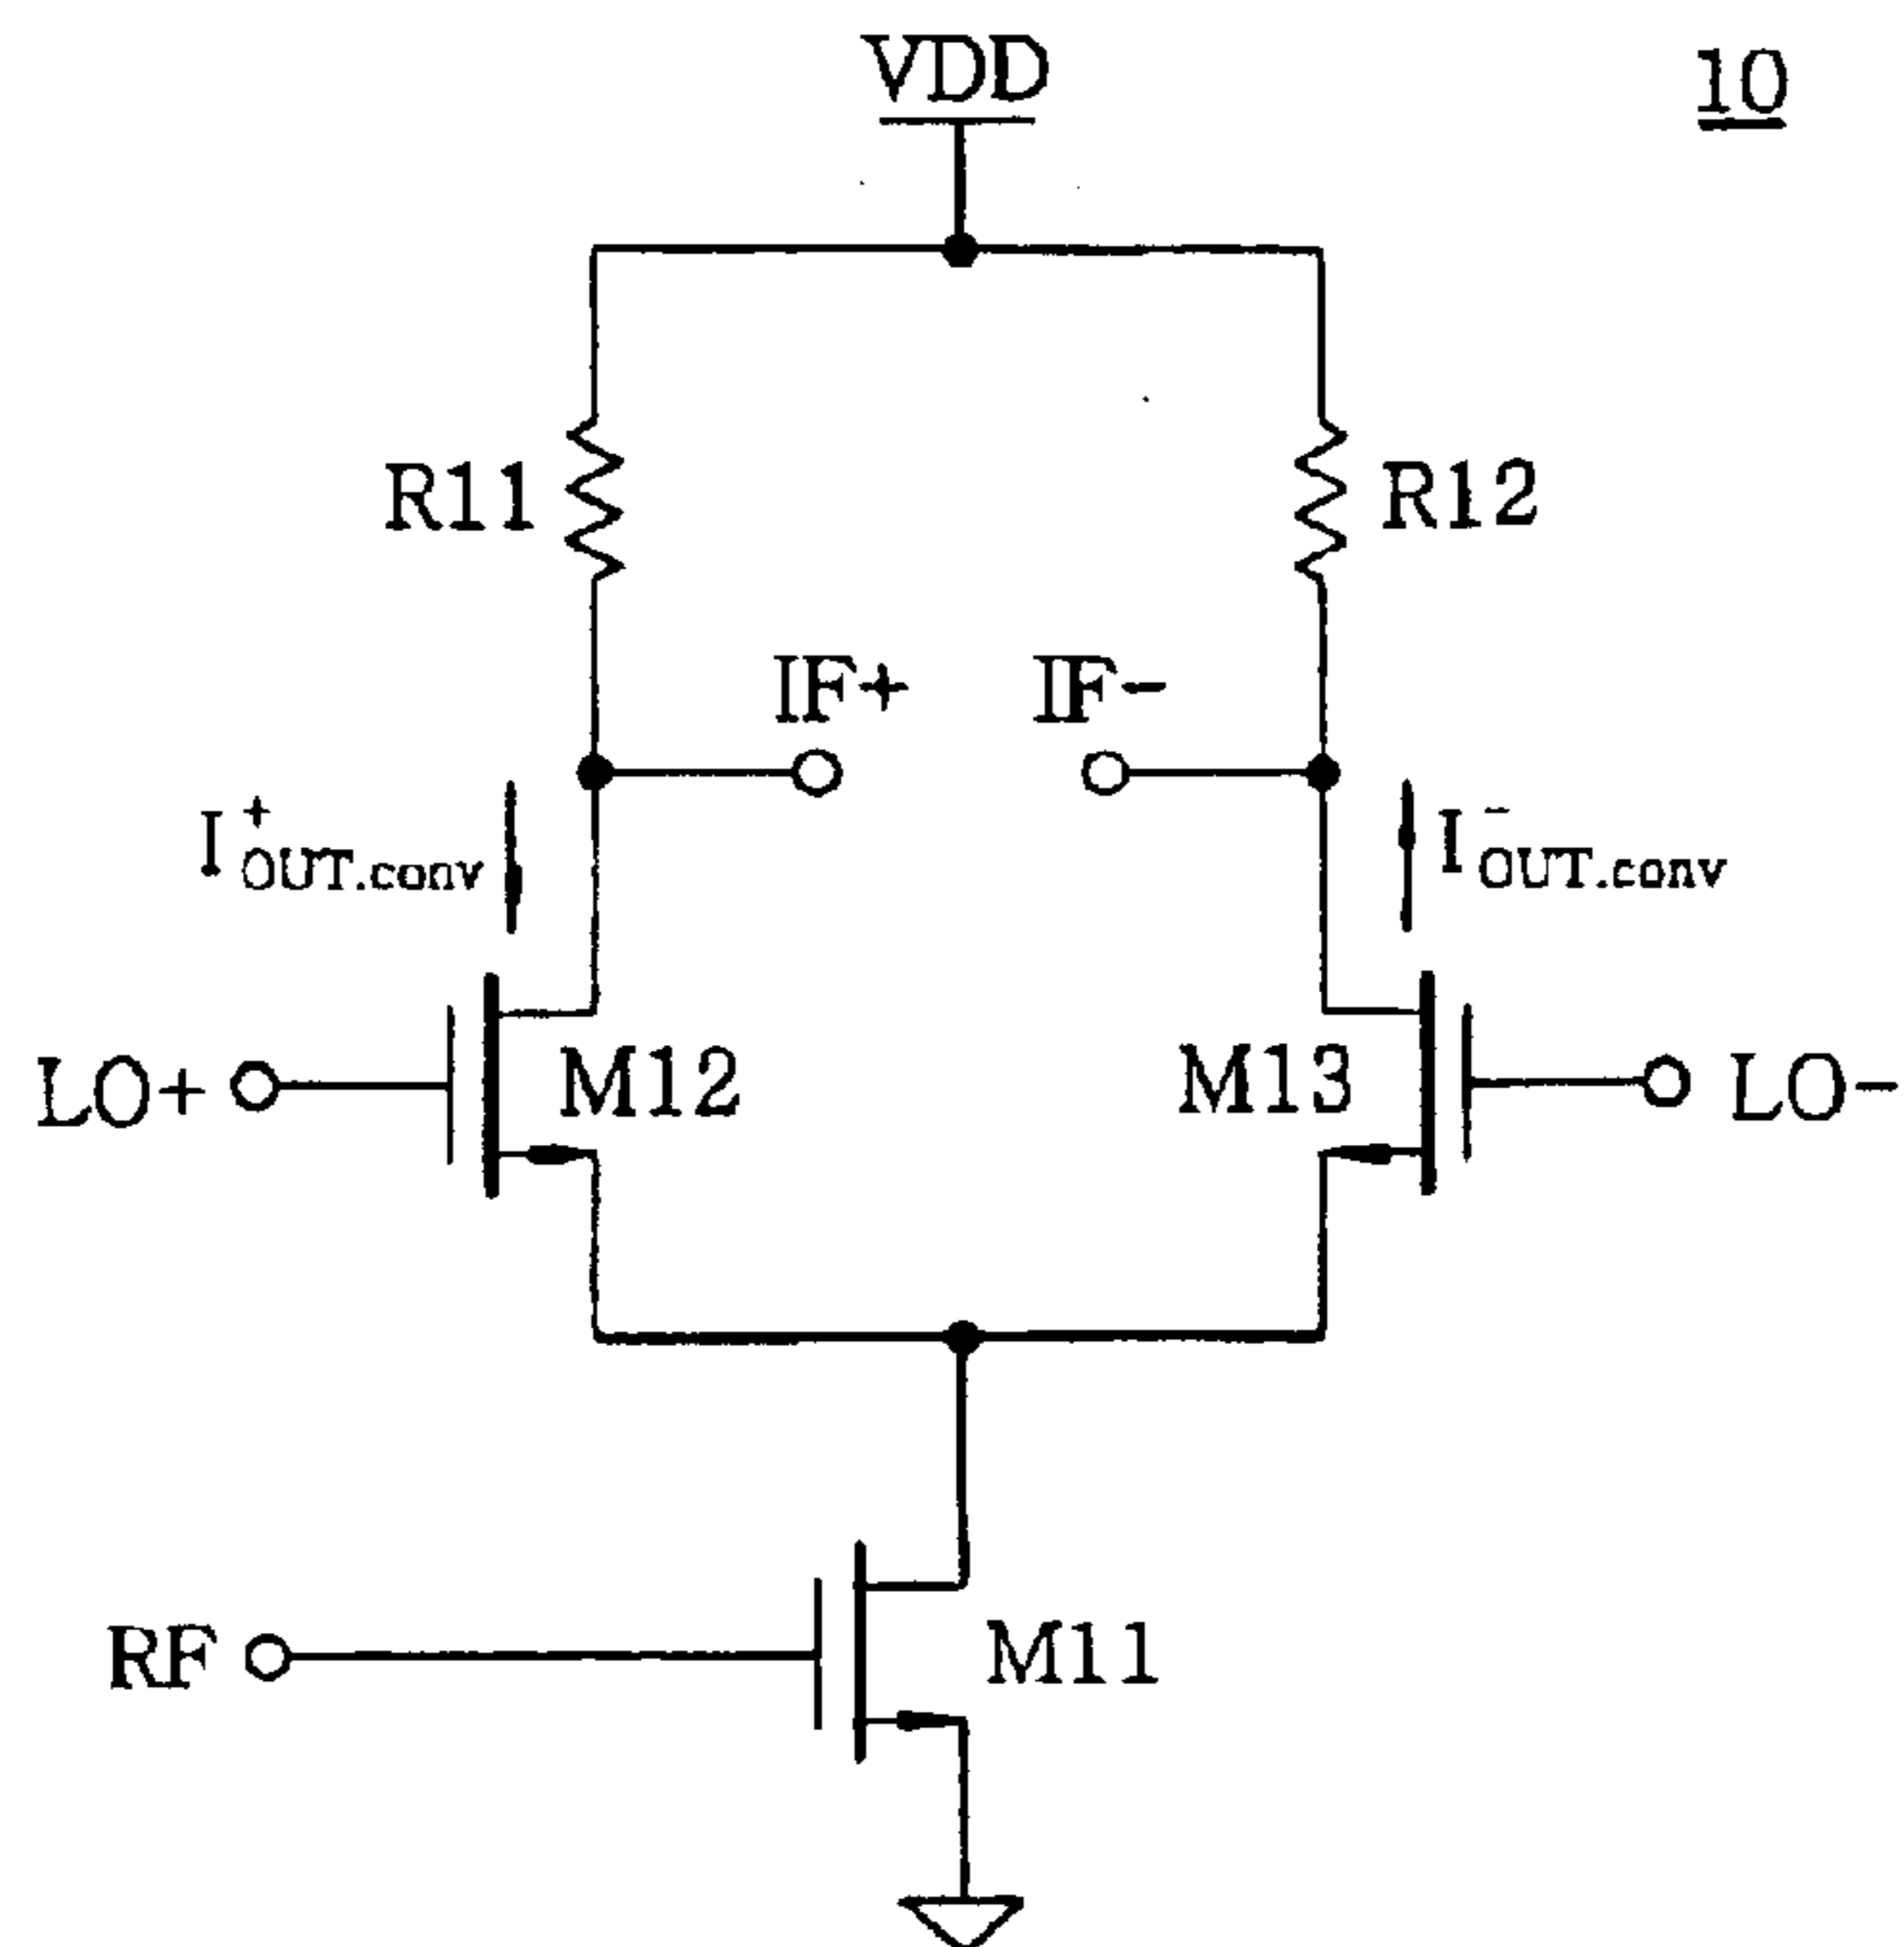 VDD
10
R11
R12
IF+
IF-
I⁺OUT.conv
I⁻OUT.conv
LO+
M12
M13
LO-
RF
M11